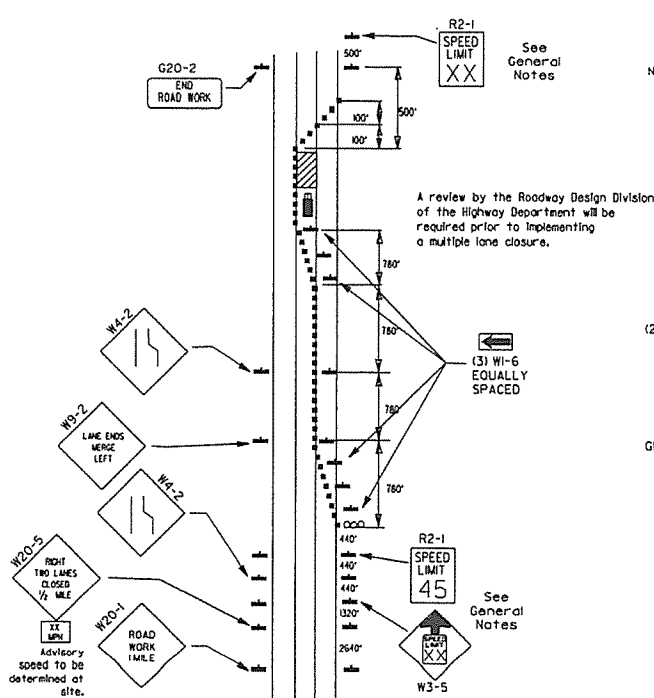 R2-1
SPEED
LIMIT
XX
See
General
Notes
500'
G20-2
END
ROAD WORK
100'
100'
500'
N
A review by the Roadway Design Division
of the Highway Department will be
required prior to implementing
a multiple lane closure.
780'
780'
780
780'
(2
(3) W1-6
EQUALLY
SPACED
W4-2
W9-2
LANE ENDS
MERGE
LEFT
W4-2
440'
440'
440'
1320'
2640'
R2-1
SPEED
LIMIT
45
See
General
Notes
W20-5
RIGHT
TWO LANES
CLOSED
1/2 MILE
XX
MPH
Advisory
speed to be
determined at
site.
W20-1
ROAD
WORK
1 MILE
SPEED
LIMIT
XX
W3-5